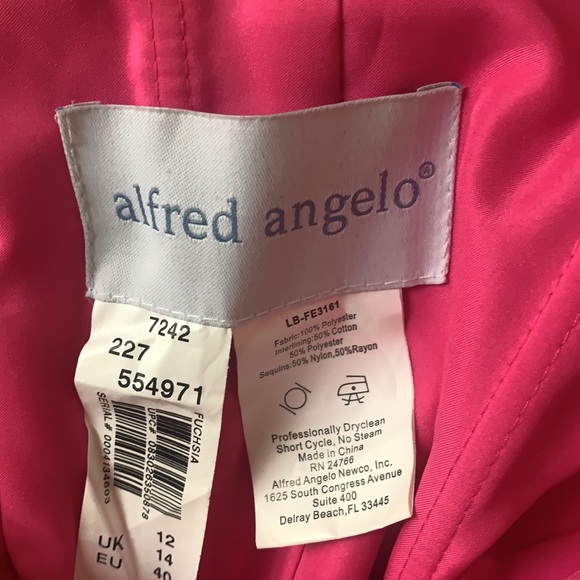 alfred angelo®
7242
227
554971
FUCHSIA
SERIAL #
UK
EU
12
14
40
LB-FE3161
Fabric:100% Polyester
Interlining:50% Cotton
50% Polyester
Sequins:50% Nylon,50%Rayon
Professionally Dryclean
Short Cycle, No Steam
Made in China
RN 24766
Alfred Angelo Newco, Inc.
1625 South Congress Avenue
Suite 400
Delray Beach,FL 33445